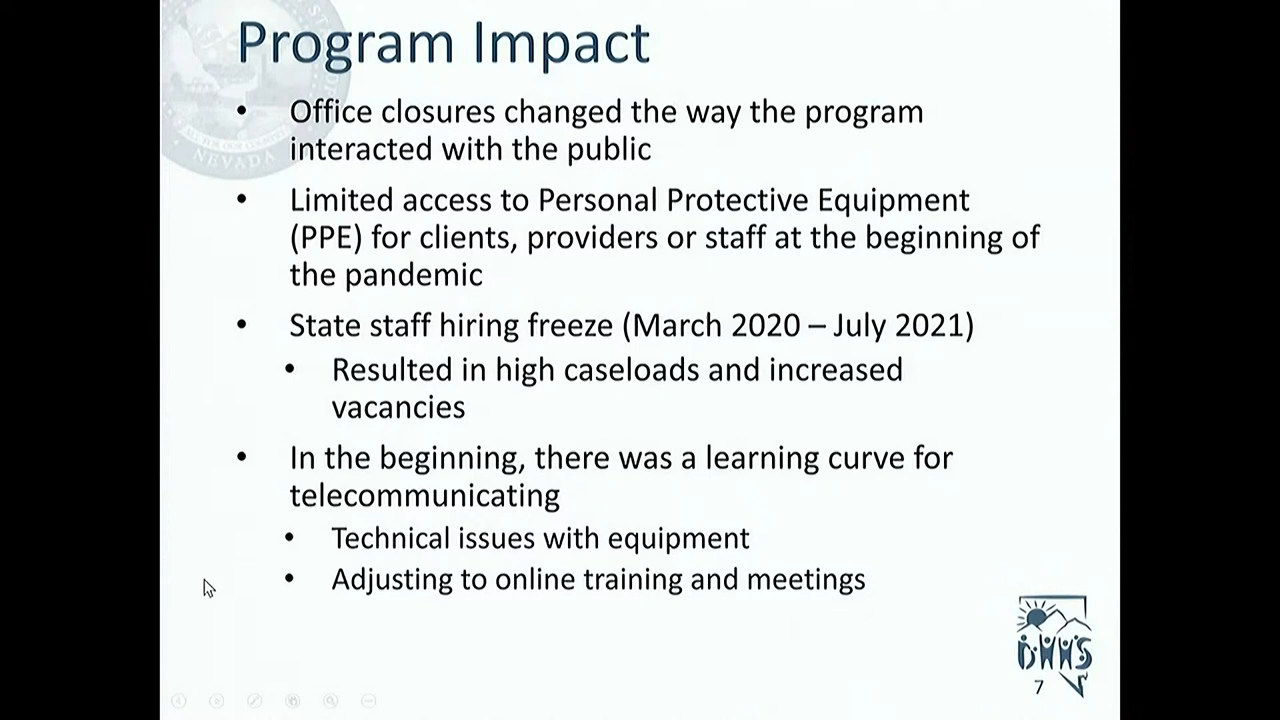 Program Impact
• Office closures changed the way the program
interacted with the public
• Limited access to Personal Protective Equipment
(PPE) for clients, providers or staff at the beginning of
the pandemic
• State staff hiring freeze (March 2020 – July 2021)
• Resulted in high caseloads and increased
vacancies
• In the beginning, there was a learning curve for
telecommunicating
• Technical issues with equipment
• Adjusting to online training and meetings
NEVADA
DHHS
7